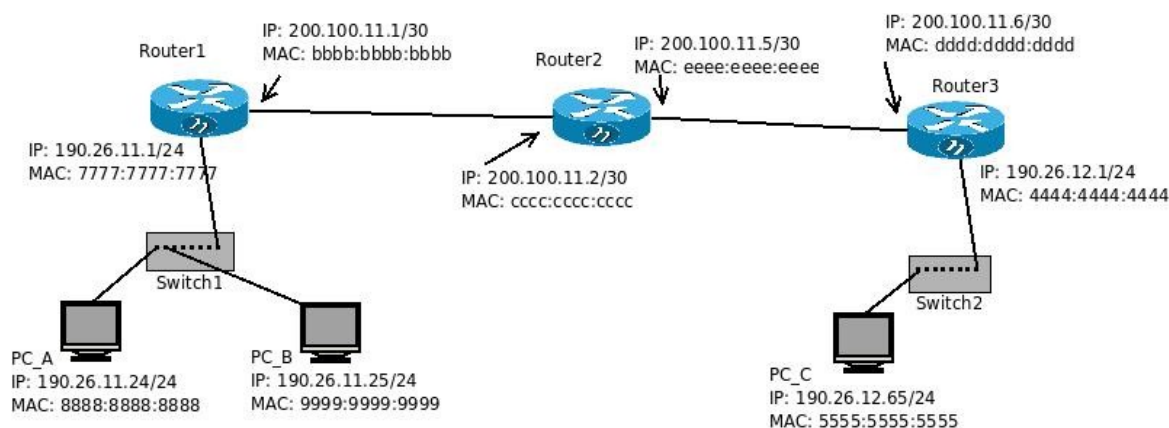 IP: 200.100.11.1/30
MAC: bbbb:bbbb:bbbb
Router1
IP: 200.100.11.5/30
MAC: eeee:eeee:eeee
Router2
IP: 200.100.11.6/30
MAC: dddd:dddd:dddd
Router3
IP: 190.26.11.1/24
MAC: 7777:7777:7777
IP: 200.100.11.2/30
MAC: cccc:cccc:cccc
IP: 190.26.12.1/24
MAC: 4444:4444:4444
Switch1
Switch2
PC_A
IP: 190.26.11.24/24
MAC: 8888:8888:8888
PC_B
IP: 190.26.11.25/24
MAC: 9999:9999:9999
PC_C
IP: 190.26.12.65/24
MAC: 5555:5555:5555